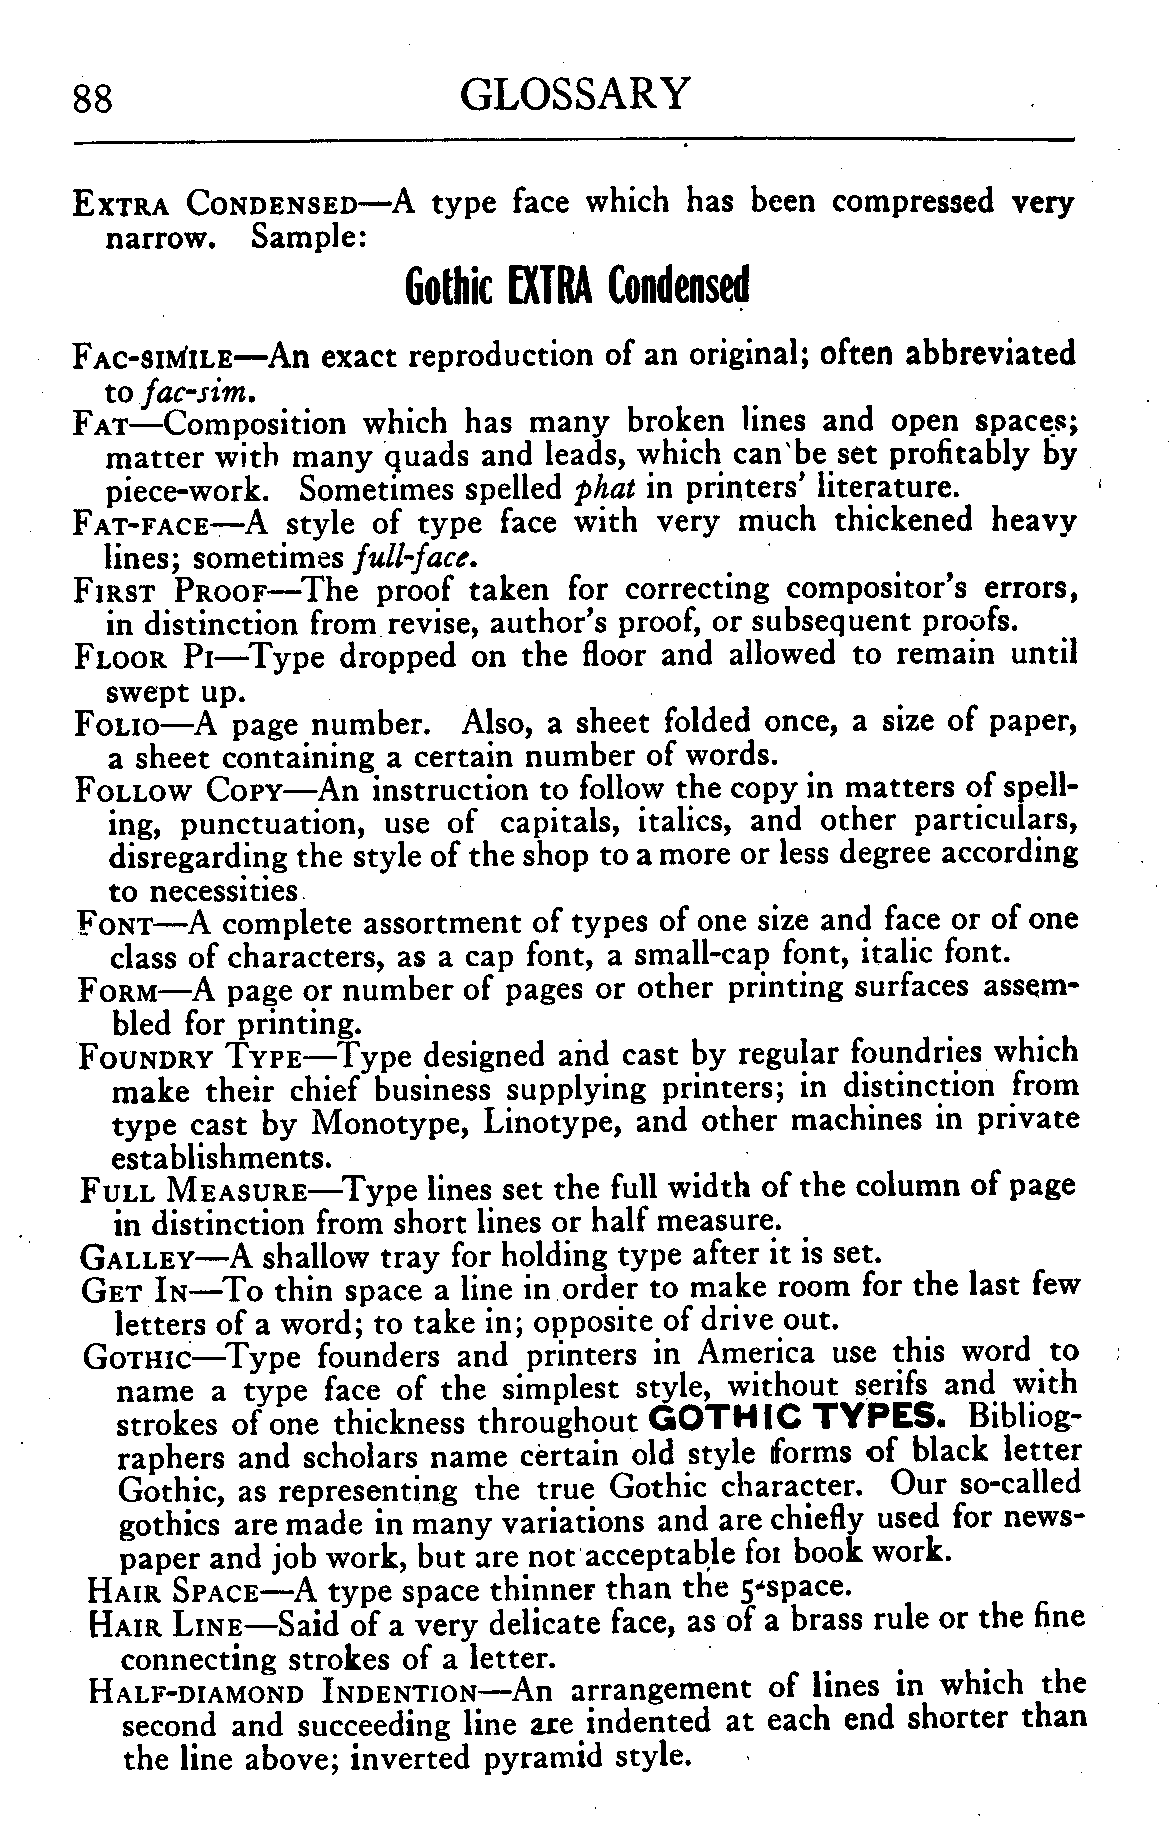 88 GLOSSARY
EXTRA CONDENSED—A type face which has been compressed very
narrow. Sample:
Gothic EXTRA Condensed
FAC-SIMILE—An exact reproduction of an original; often abbreviated
to fac-sim.
FAT—Composition which has many broken lines and open spaces;
matter with many quads and leads, which can be set profitably by
piece-work. Sometimes spelled phat in printers' literature.
FAT-FACE—A style of type face with very much thickened heavy
lines; sometimes full-face.
FIRST PROOF—The proof taken for correcting compositor's errors,
in distinction from revise, author's proof, or subsequent proofs.
FLOOR PI—Type dropped on the floor and allowed to remain until
swept up.
FOLIO—A page number. Also, a sheet folded once, a size of paper,
a sheet containing a certain number of words.
FOLLOW COPY—An instruction to follow the copy in matters of spell-
ing, punctuation, use of capitals, italics, and other particulars,
disregarding the style of the shop to a more or less degree according
to necessities.
FONT—A complete assortment of types of one size and face or of one
class of characters, as a cap font, a small-cap font, italic font.
FORM—A page or number of pages or other printing surfaces assem-
bled for printing.
FOUNDRY TYPE—Type designed and cast by regular foundries which
make their chief business supplying printers; in distinction from
type cast by Monotype, Linotype, and other machines in private
establishments.
FULL MEASURE—Type lines set the full width of the column of page
in distinction from short lines or half measure.
GALLEY—A shallow tray for holding type after it is set.
GET IN—To thin space a line in order to make room for the last few
letters of a word; to take in; opposite of drive out.
GOTHIC—Type founders and printers in America use this word to
name a type face of the simplest style, without serifs and with
strokes of one thickness throughout GOTHIC TYPES. Bibliog-
raphers and scholars name certain old style forms of black letter
Gothic, as representing the true Gothic character. Our so-called
gothics are made in many variations and are chiefly used for news-
paper and job work, but are not acceptable for book work.
HAIR SPACE—A type space thinner than the 5-space.
HAIR LINE—Said of a very delicate face, as of a brass rule or the fine
connecting strokes of a letter.
HALF-DIAMOND INDENTION—An arrangement of lines in which the
second and succeeding line are indented at each end shorter than
the line above; inverted pyramid style.